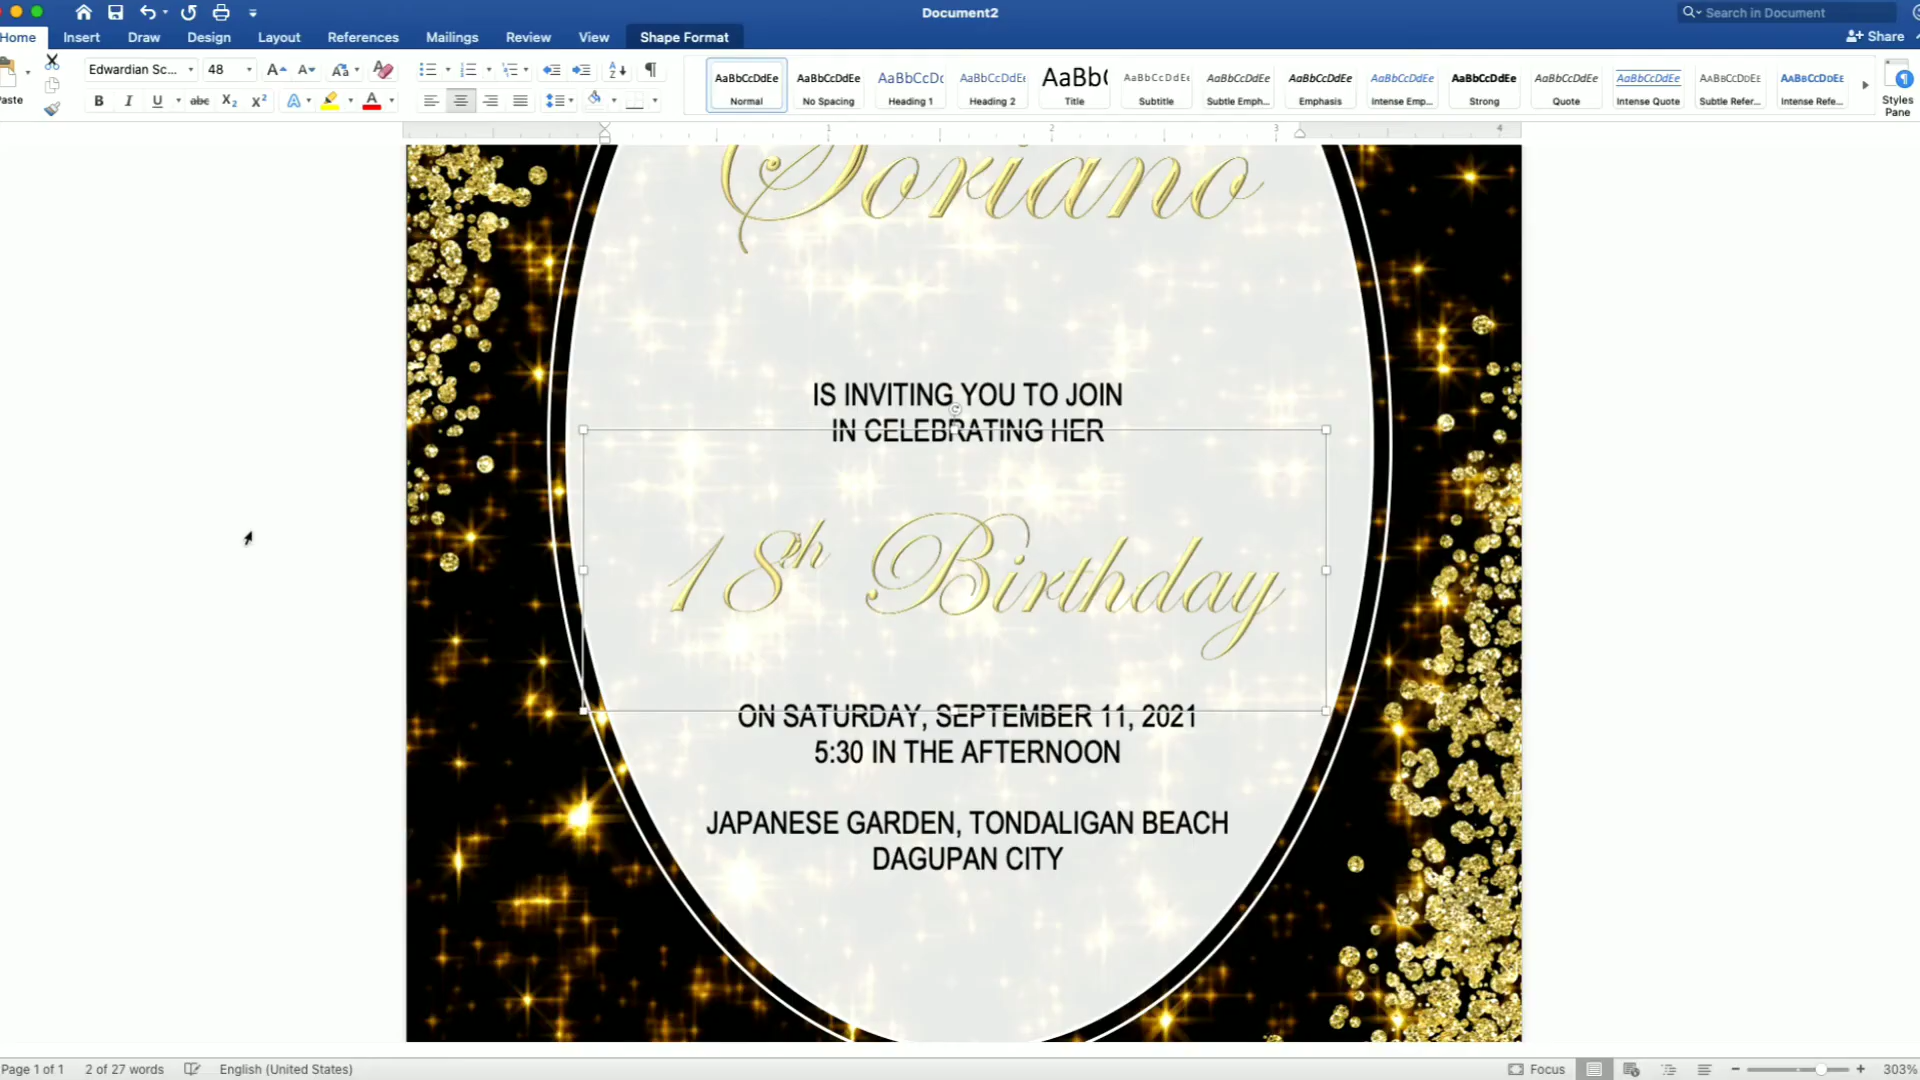 Document2
Search in Document
Home Insert Draw Design Layout References Mailings Review View Shape Format
Share
Paste
Edwardian Sc... 48
AaBbCcDdEe AaBbCcDdEe AaBbCcDc AaBbCcDdEe AaBb( AaBbCcDdEe AaBbCcDdEe AaBbCcDdEe AaBbCcDdEe AaBbCcDdEe AaBbCcDdEe AaBbCcDdEe AaBbCcDdEe AaBbCcDdEe
Normal No Spacing Heading 1 Heading 2 Title Subtitle Subtle Emph... Emphasis Intense Emp... Strong Quote Intense Quote Subtle Refer... Intense Refe...
Styles
Pane
1 2 3 4
Soriano
IS INVITING YOU TO JOIN
IN CELEBRATING HER
18th Birthday
ON SATURDAY, SEPTEMBER 11, 2021
5:30 IN THE AFTERNOON
JAPANESE GARDEN, TONDALIGAN BEACH
DAGUPAN CITY
Page 1 of 1 2 of 27 words English (United States) Focus 303%